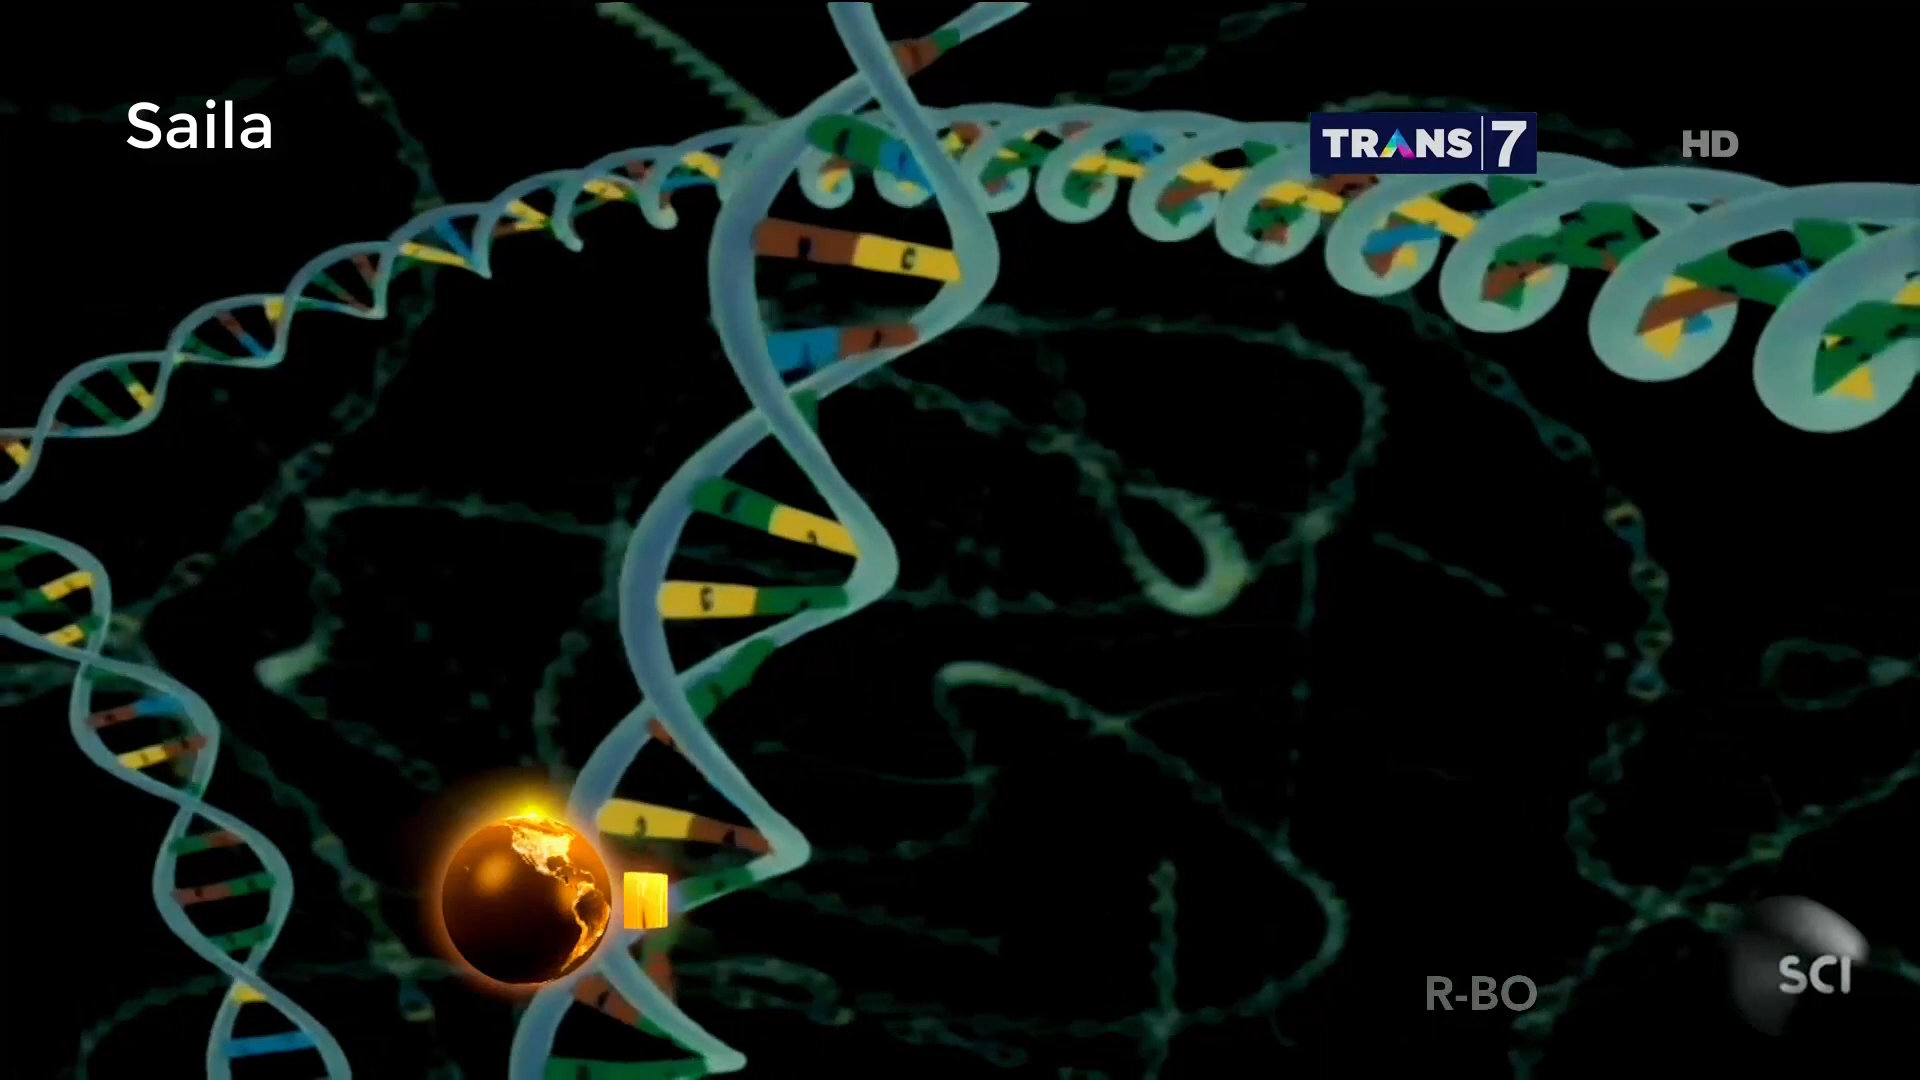 Saila
TRANS|7
HD
C
C
R-BO
SCI